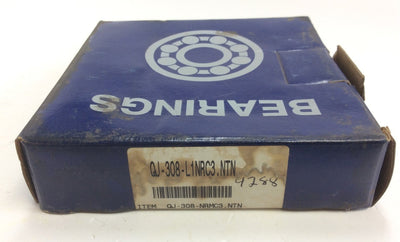 BEARINGS
QJ-308-L1NRC3.NTN
4288
ITEM QJ-308-NRMC3.NTN